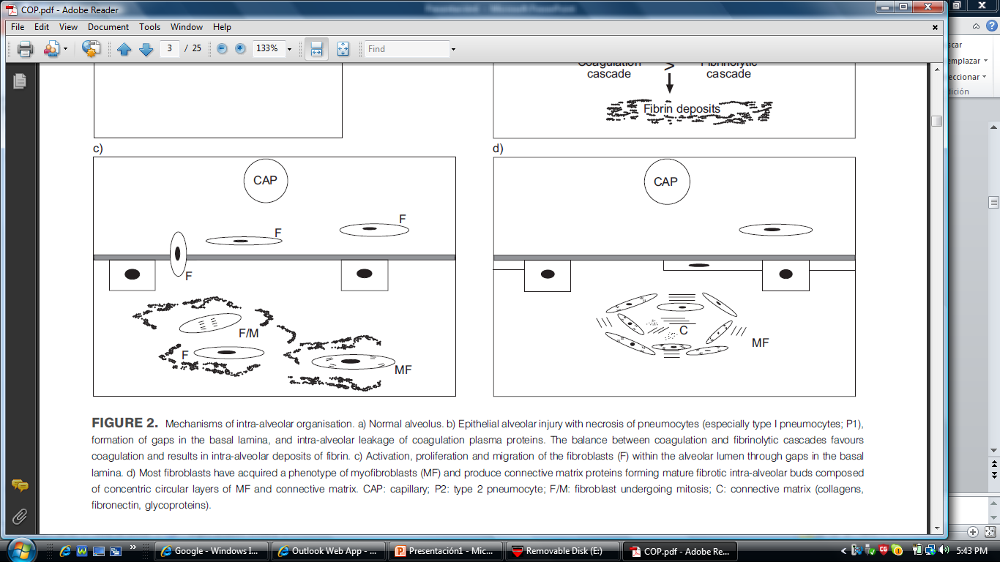 COP.pdf - Adobe Reader
File Edit View Document Tools Window Help
3 / 25 133% Find
scar
emplazar
eccionar
dición
Coagulation > Fibrinolytic
cascade cascade
Fibrin deposits
c) d)
CAP CAP
F
F
F
F/M C
F MF
MF
FIGURE 2. Mechanisms of intra-alveolar organisation. a) Normal alveolus. b) Epithelial alveolar injury with necrosis of pneumocytes (especially type I pneumocytes; P1),
formation of gaps in the basal lamina, and intra-alveolar leakage of coagulation plasma proteins. The balance between coagulation and fibrinolytic cascades favours
coagulation and results in intra-alveolar deposits of fibrin. c) Activation, proliferation and migration of the fibroblasts (F) within the alveolar lumen through gaps in the basal
lamina. d) Most fibroblasts have acquired a phenotype of myofibroblasts (MF) and produce connective matrix proteins forming mature fibrotic intra-alveolar buds composed
of concentric circular layers of MF and connective matrix. CAP: capillary; P2: type 2 pneumocyte; F/M: fibroblast undergoing mitosis; C: connective matrix (collagens,
fibronectin, glycoproteins).
Google - Windows I... Outlook Web App - ... Presentación1 - Mic... Removable Disk (E:) COP.pdf - Adobe Re... 5:43 PM